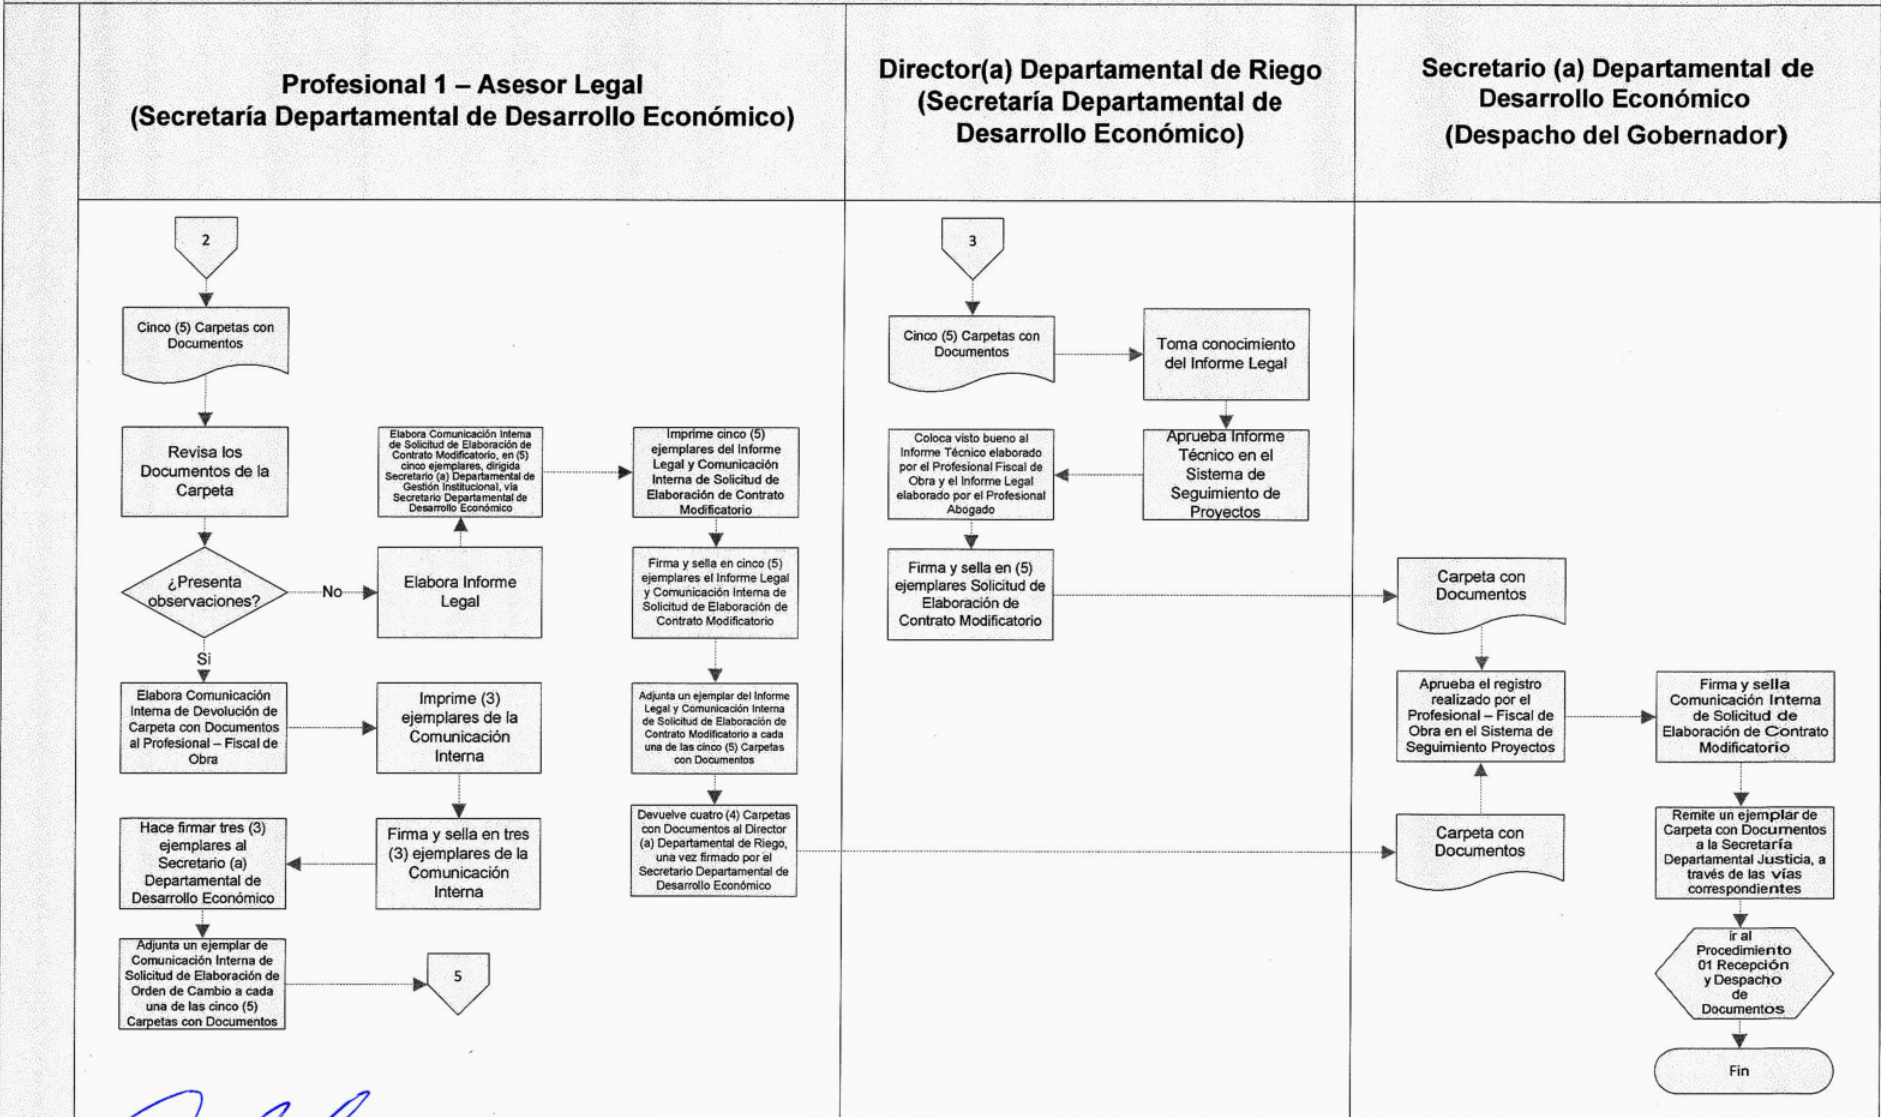 Profesional 1 – Asesor Legal
(Secretaría Departamental de Desarrollo Económico)
Director(a) Departamental de Riego
(Secretaría Departamental de
Desarrollo Económico)
Secretario (a) Departamental de
Desarrollo Económico
(Despacho del Gobernador)
2
Cinco (5) Carpetas con
Documentos
Revisa los
Documentos de la
Carpeta
¿Presenta
observaciones?
No
Si
Elabora Informe
Legal
Elabora Comunicación Interna
de Solicitud de Elaboración de
Contrato Modificatorio, en (5)
cinco ejemplares, dirigida
Secretario (a) Departamental de
Gestión Institucional, vía
Secretario Departamental de
Desarrollo Económico
Imprime cinco (5)
ejemplares del Informe
Legal y Comunicación
Interna de Solicitud de
Elaboración de Contrato
Modificatorio
Firma y sella en cinco (5)
ejemplares el Informe Legal
y Comunicación Interna de
Solicitud de Elaboración de
Contrato Modificatorio
Adjunta un ejemplar del Informe
Legal y Comunicación Interna
de Solicitud de Elaboración de
Contrato Modificatorio a cada
una de las cinco (5) Carpetas
con Documentos
Devuelve cuatro (4) Carpetas
con Documentos al Director
(a) Departamental de Riego,
una vez firmado por el
Secretario Departamental de
Desarrollo Económico
Elabora Comunicación
Interna de Devolución de
Carpeta con Documentos
al Profesional – Fiscal de
Obra
Imprime (3)
ejemplares de la
Comunicación
Interna
Firma y sella en tres
(3) ejemplares de la
Comunicación
Interna
Hace firmar tres (3)
ejemplares al
Secretario (a)
Departamental de
Desarrollo Económico
Adjunta un ejemplar de
Comunicación Interna de
Solicitud de Elaboración de
Orden de Cambio a cada
una de las cinco (5)
Carpetas con Documentos
5
3
Cinco (5) Carpetas con
Documentos
Toma conocimiento
del Informe Legal
Aprueba Informe
Técnico en el
Sistema de
Seguimiento de
Proyectos
Coloca visto bueno al
Informe Técnico elaborado
por el Profesional Fiscal de
Obra y el Informe Legal
elaborado por el Profesional
Abogado
Firma y sella en (5)
ejemplares Solicitud de
Elaboración de
Contrato Modificatorio
Carpeta con
Documentos
Aprueba el registro
realizado por el
Profesional – Fiscal de
Obra en el Sistema de
Seguimiento Proyectos
Carpeta con
Documentos
Firma y sella
Comunicación Interna
de Solicitud de
Elaboración de Contrato
Modificatorio
Remite un ejemplar de
Carpeta con Documentos
a la Secretaría
Departamental Justicia, a
través de las vías
correspondientes
ir al
Procedimiento
01 Recepción
y Despacho
de
Documentos
Fin